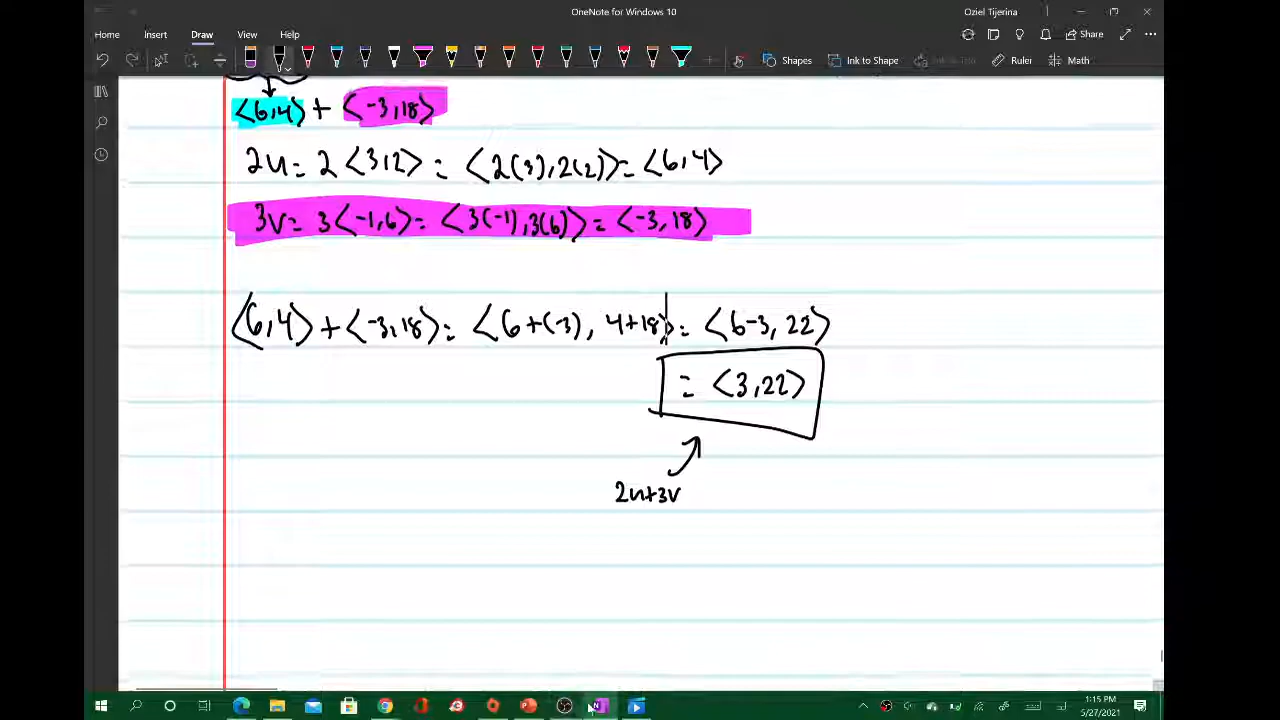 OneNote for Windows 10
Oziel Tijerina
Home Insert Draw View Help
Share
Shapes Ink to Shape Ink to Text Ruler Math
<6,4> + <-3,18>
2u = 2<3,2> = <2(3),2(2)> = <6,4>
3v = 3<-1,6> = <3(-1),3(6)> = <-3,18>
<6,4> + <-3,18> = <6+(-3), 4+18> = <6-3, 22>
= <3,22>
2u+3v
1:15 PM
5/27/2021